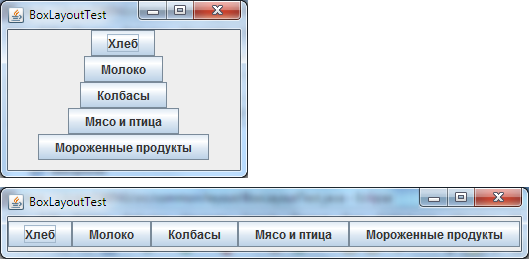 BoxLayoutTest
Хлеб
Молоко
Колбасы
Мясо и птица
Мороженные продукты
BoxLayoutTest
Хлеб Молоко Колбасы Мясо и птица Мороженные продукты